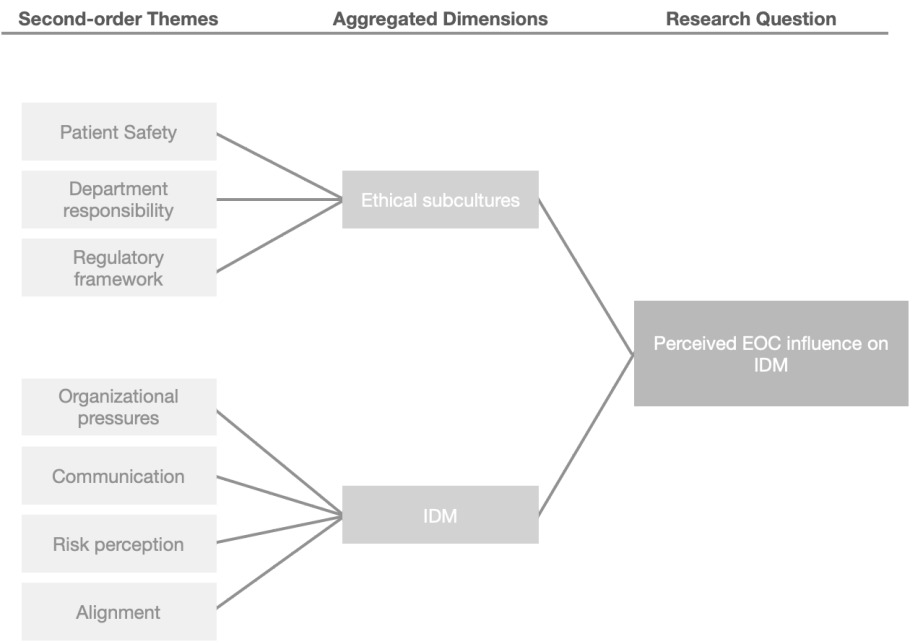 Second-order Themes
Aggregated Dimensions
Research Question
Patient Safety
Department
responsibility
Regulatory
framework
Ethical subcultures
Organizational
pressures
Communication
Risk perception
Alignment
IDM
Perceived EOC influence on
IDM